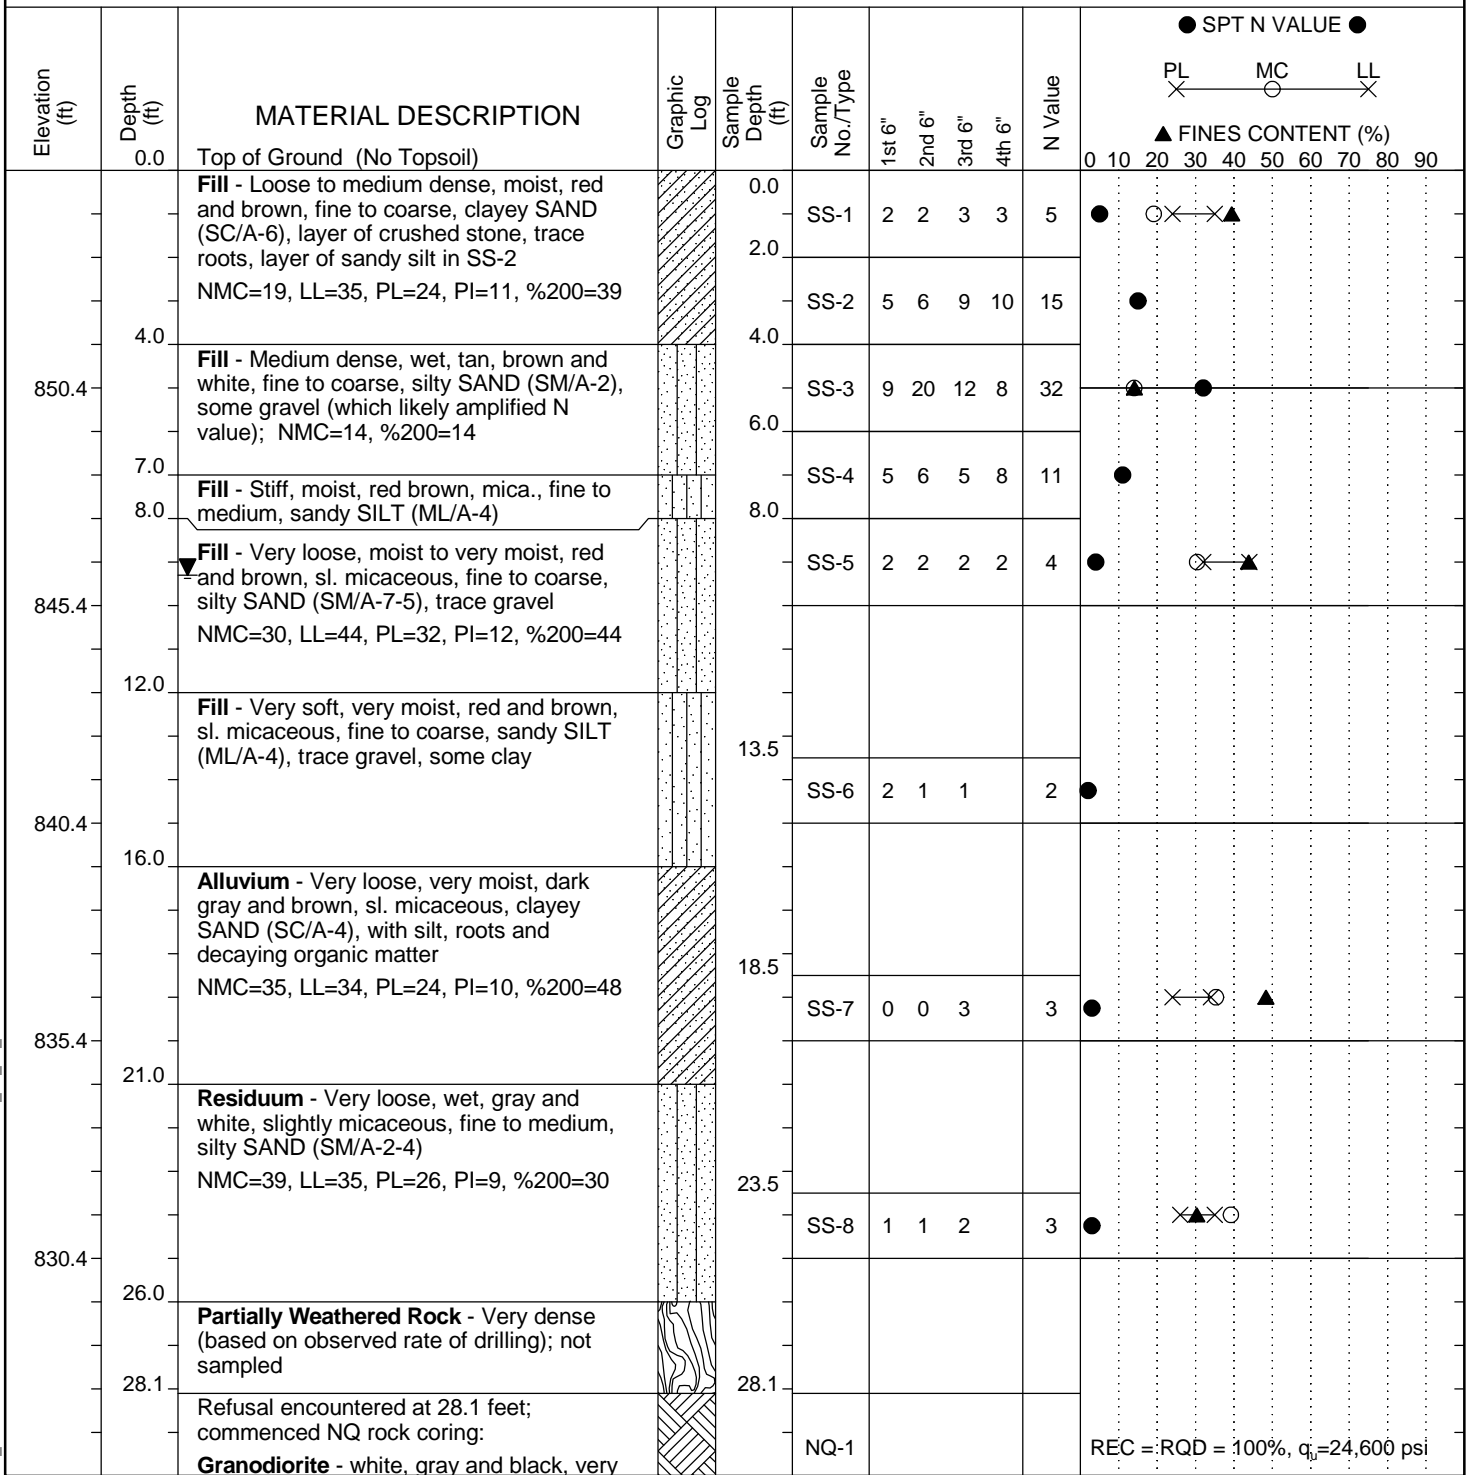 ● SPT N VALUE ●
PL MC LL
▲ FINES CONTENT (%)
0 10 20 30 40 50 60 70 80 90
Elevation (ft)
Depth (ft)
MATERIAL DESCRIPTION
Graphic Log
Sample Depth (ft)
Sample No./Type
1st 6"
2nd 6"
3rd 6"
4th 6"
N Value
0.0 Top of Ground (No Topsoil)
Fill - Loose to medium dense, moist, red
and brown, fine to coarse, clayey SAND
(SC/A-6), layer of crushed stone, trace
roots, layer of sandy silt in SS-2
NMC=19, LL=35, PL=24, PI=11, %200=39
0.0
SS-1 2 2 3 3 5
2.0
SS-2 5 6 9 10 15
4.0 4.0
Fill - Medium dense, wet, tan, brown and
white, fine to coarse, silty SAND (SM/A-2),
some gravel (which likely amplified N
value); NMC=14, %200=14
850.4
SS-3 9 20 12 8 32
6.0
7.0
SS-4 5 6 5 8 11
Fill - Stiff, moist, red brown, mica., fine to
medium, sandy SILT (ML/A-4)
8.0 8.0
Fill - Very loose, moist to very moist, red
and brown, sl. micaceous, fine to coarse,
silty SAND (SM/A-7-5), trace gravel
NMC=30, LL=44, PL=32, PI=12, %200=44
SS-5 2 2 2 2 4
845.4
12.0
Fill - Very soft, very moist, red and brown,
sl. micaceous, fine to coarse, sandy SILT
(ML/A-4), trace gravel, some clay
13.5
SS-6 2 1 1 2
840.4
16.0
Alluvium - Very loose, very moist, dark
gray and brown, sl. micaceous, clayey
SAND (SC/A-4), with silt, roots and
decaying organic matter
NMC=35, LL=34, PL=24, PI=10, %200=48
18.5
SS-7 0 0 3 3
835.4
21.0
Residuum - Very loose, wet, gray and
white, slightly micaceous, fine to medium,
silty SAND (SM/A-2-4)
NMC=39, LL=35, PL=26, PI=9, %200=30
23.5
SS-8 1 1 2 3
830.4
26.0
Partially Weathered Rock - Very dense
(based on observed rate of drilling); not
sampled
28.1 28.1
Refusal encountered at 28.1 feet;
commenced NQ rock coring:
NQ-1 REC = RQD = 100%, qu=24,600 psi
Granodiorite - white, gray and black, very